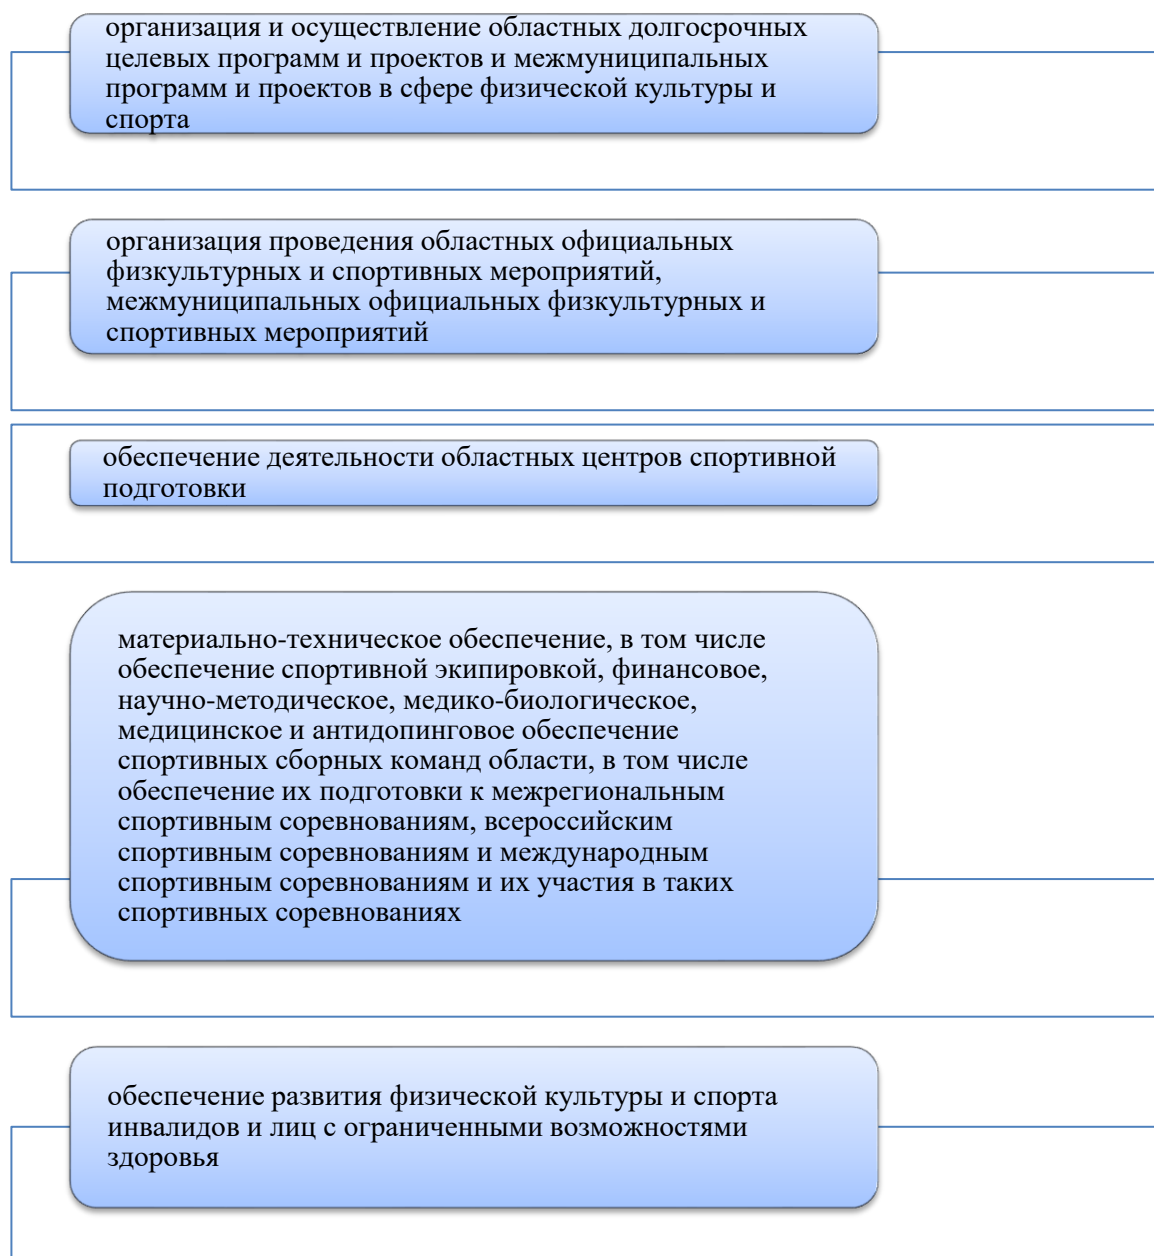 организация и осуществление областных долгосрочных
целевых программ и проектов и межмуниципальных
программ и проектов в сфере физической культуры и
спорта
организация проведения областных официальных
физкультурных и спортивных мероприятий,
межмуниципальных официальных физкультурных и
спортивных мероприятий
обеспечение деятельности областных центров спортивной
подготовки
материально-техническое обеспечение, в том числе
обеспечение спортивной экипировкой, финансовое,
научно-методическое, медико-биологическое,
медицинское и антидопинговое обеспечение
спортивных сборных команд области, в том числе
обеспечение их подготовки к межрегиональным
спортивным соревнованиям, всероссийским
спортивным соревнованиям и международным
спортивным соревнованиям и их участия в таких
спортивных соревнованиях
обеспечение развития физической культуры и спорта
инвалидов и лиц с ограниченными возможностями
здоровья